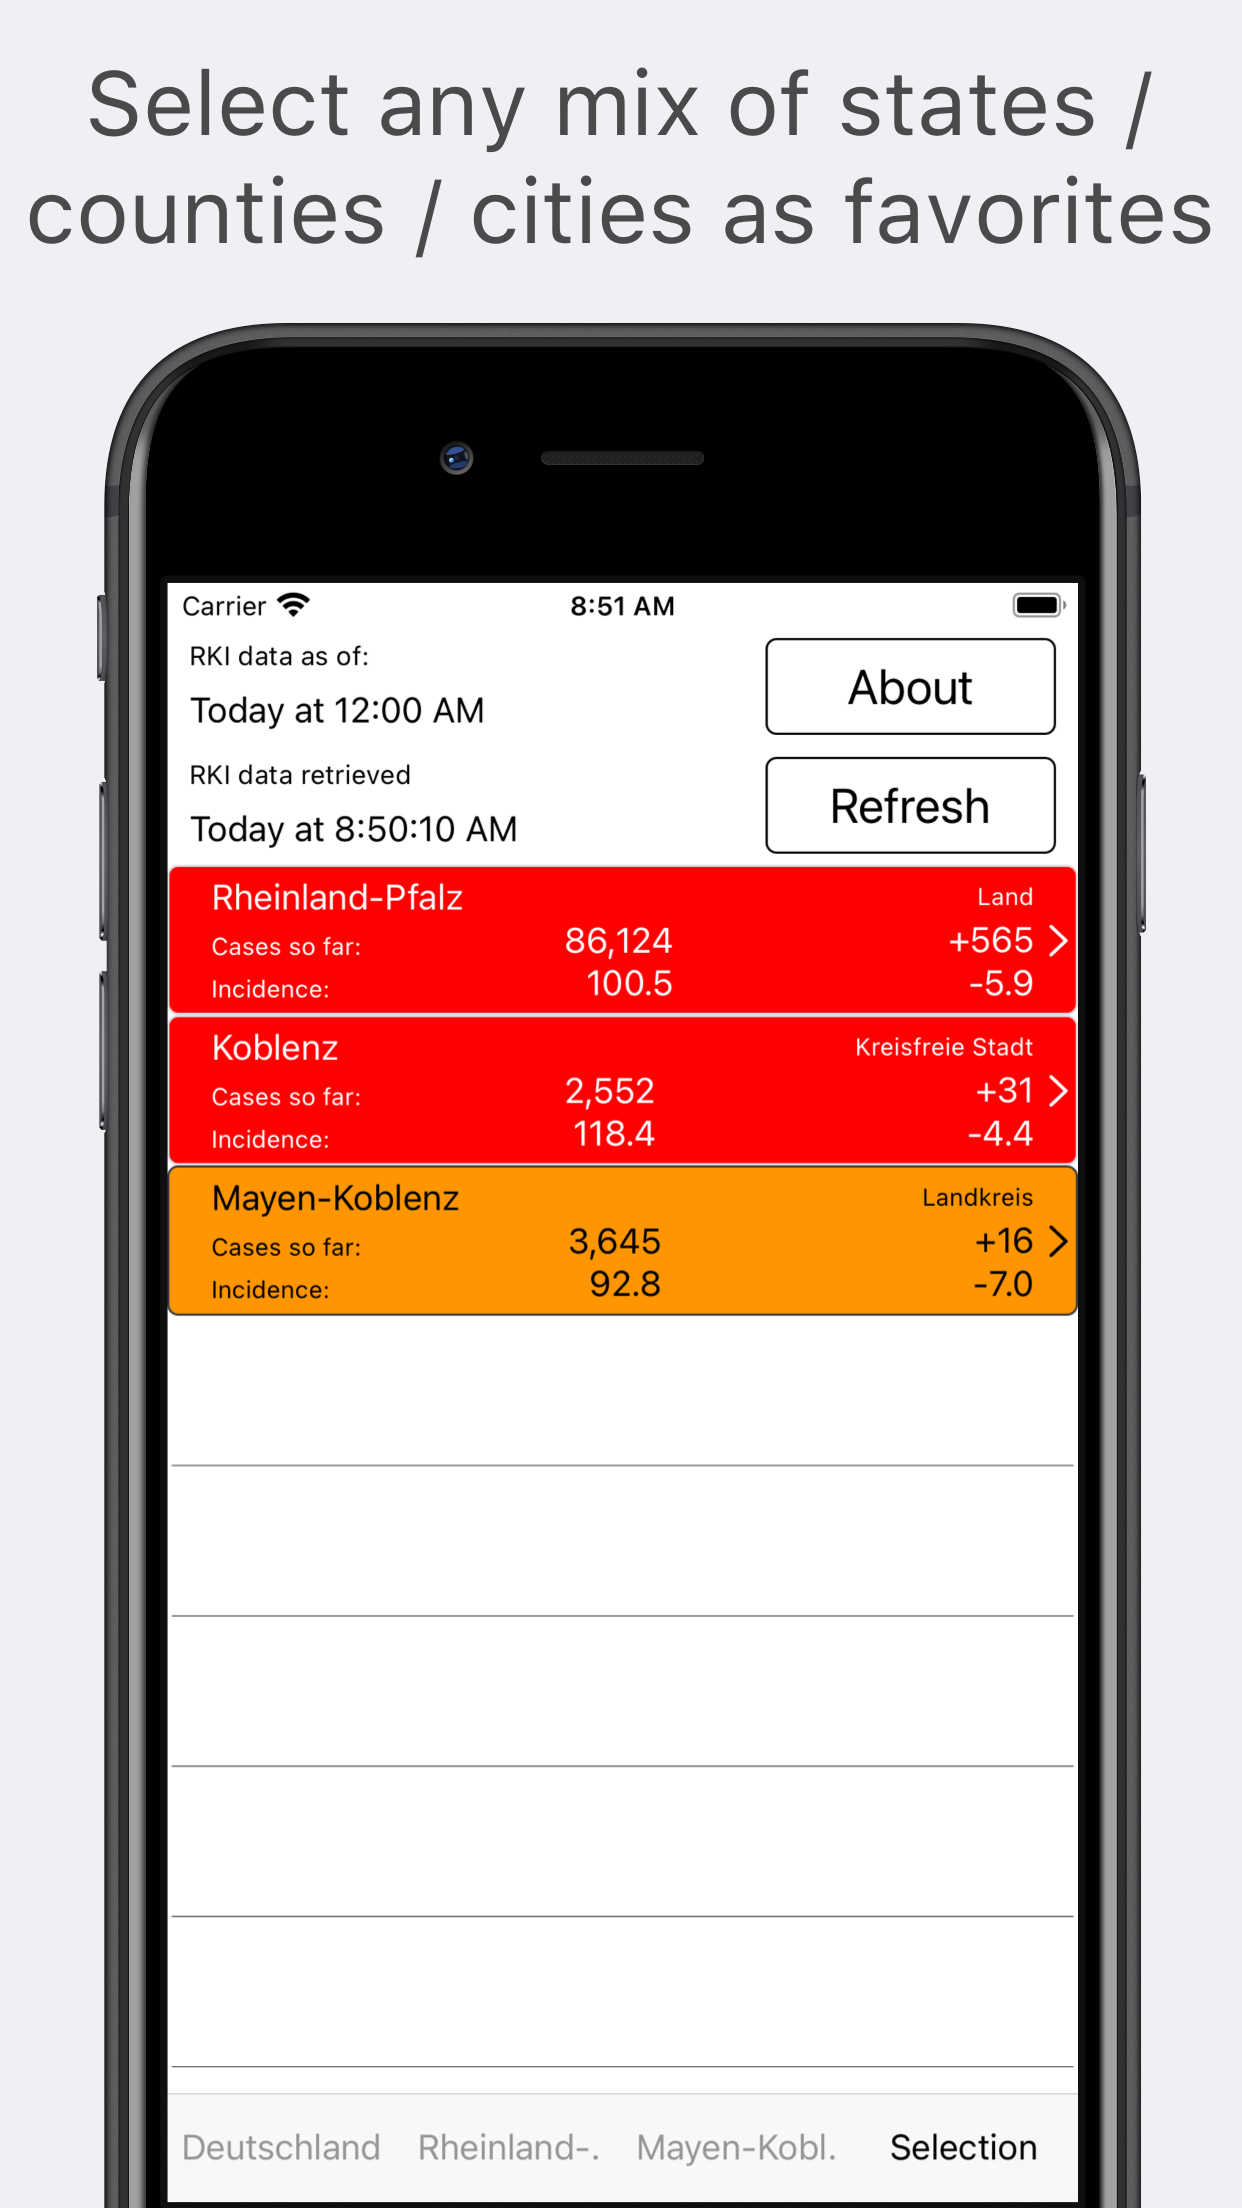 Select any mix of states /
counties / cities as favorites
Carrier 8:51 AM
RKI data as of:
Today at 12:00 AM
About
RKI data retrieved
Today at 8:50:10 AM
Refresh
Rheinland-Pfalz Land
Cases so far: 86,124 +565
Incidence: 100.5 -5.9
Koblenz Kreisfreie Stadt
Cases so far: 2,552 +31
Incidence: 118.4 -4.4
Mayen-Koblenz Landkreis
Cases so far: 3,645 +16
Incidence: 92.8 -7.0
Deutschland Rheinland-. Mayen-Kobl. Selection